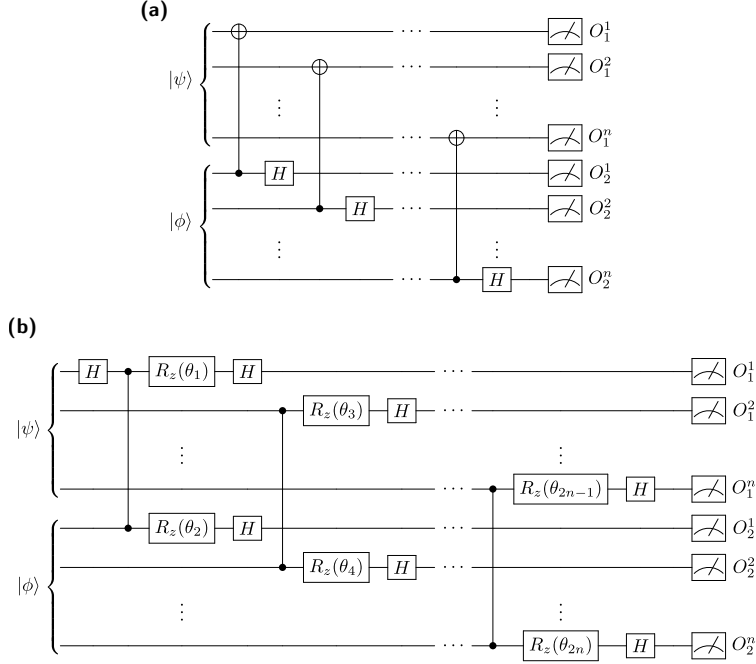 (a)
|ψ⟩
|ϕ⟩
⋯ O_1^1
⋯ O_1^2
⋮ ⋮
⋯ O_1^n
H ⋯ O_2^1
H ⋯ O_2^2
⋮ ⋮
⋯ H O_2^n
(b)
|ψ⟩
|ϕ⟩
H R_z(θ_1) H ⋯ O_1^1
R_z(θ_3) H ⋯ O_1^2
⋮ ⋮
⋯ R_z(θ_{2n−1}) H O_1^n
R_z(θ_2) H ⋯ O_2^1
R_z(θ_4) H ⋯ O_2^2
⋮ ⋮
⋯ R_z(θ_{2n}) H O_2^n